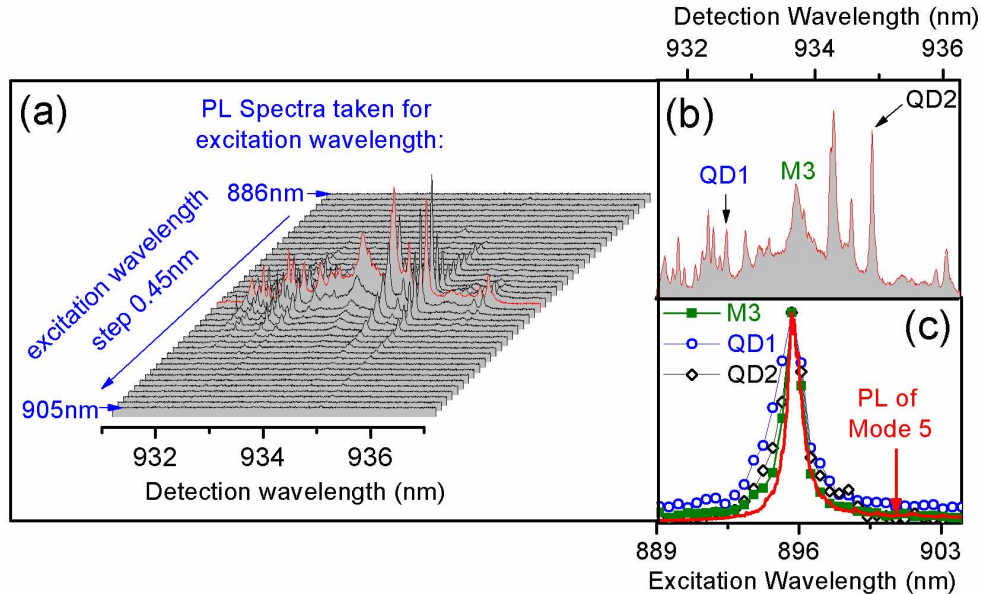 (a)
PL Spectra taken for
excitation wavelength:
886nm
excitation wavelength
step 0.45nm
905nm
932 934 936
Detection wavelength (nm)
Detection Wavelength (nm)
932 934 936
(b)
QD2
QD1
M3
(c)
M3
QD1
QD2
PL of
Mode 5
889 896 903
Excitation Wavelength (nm)